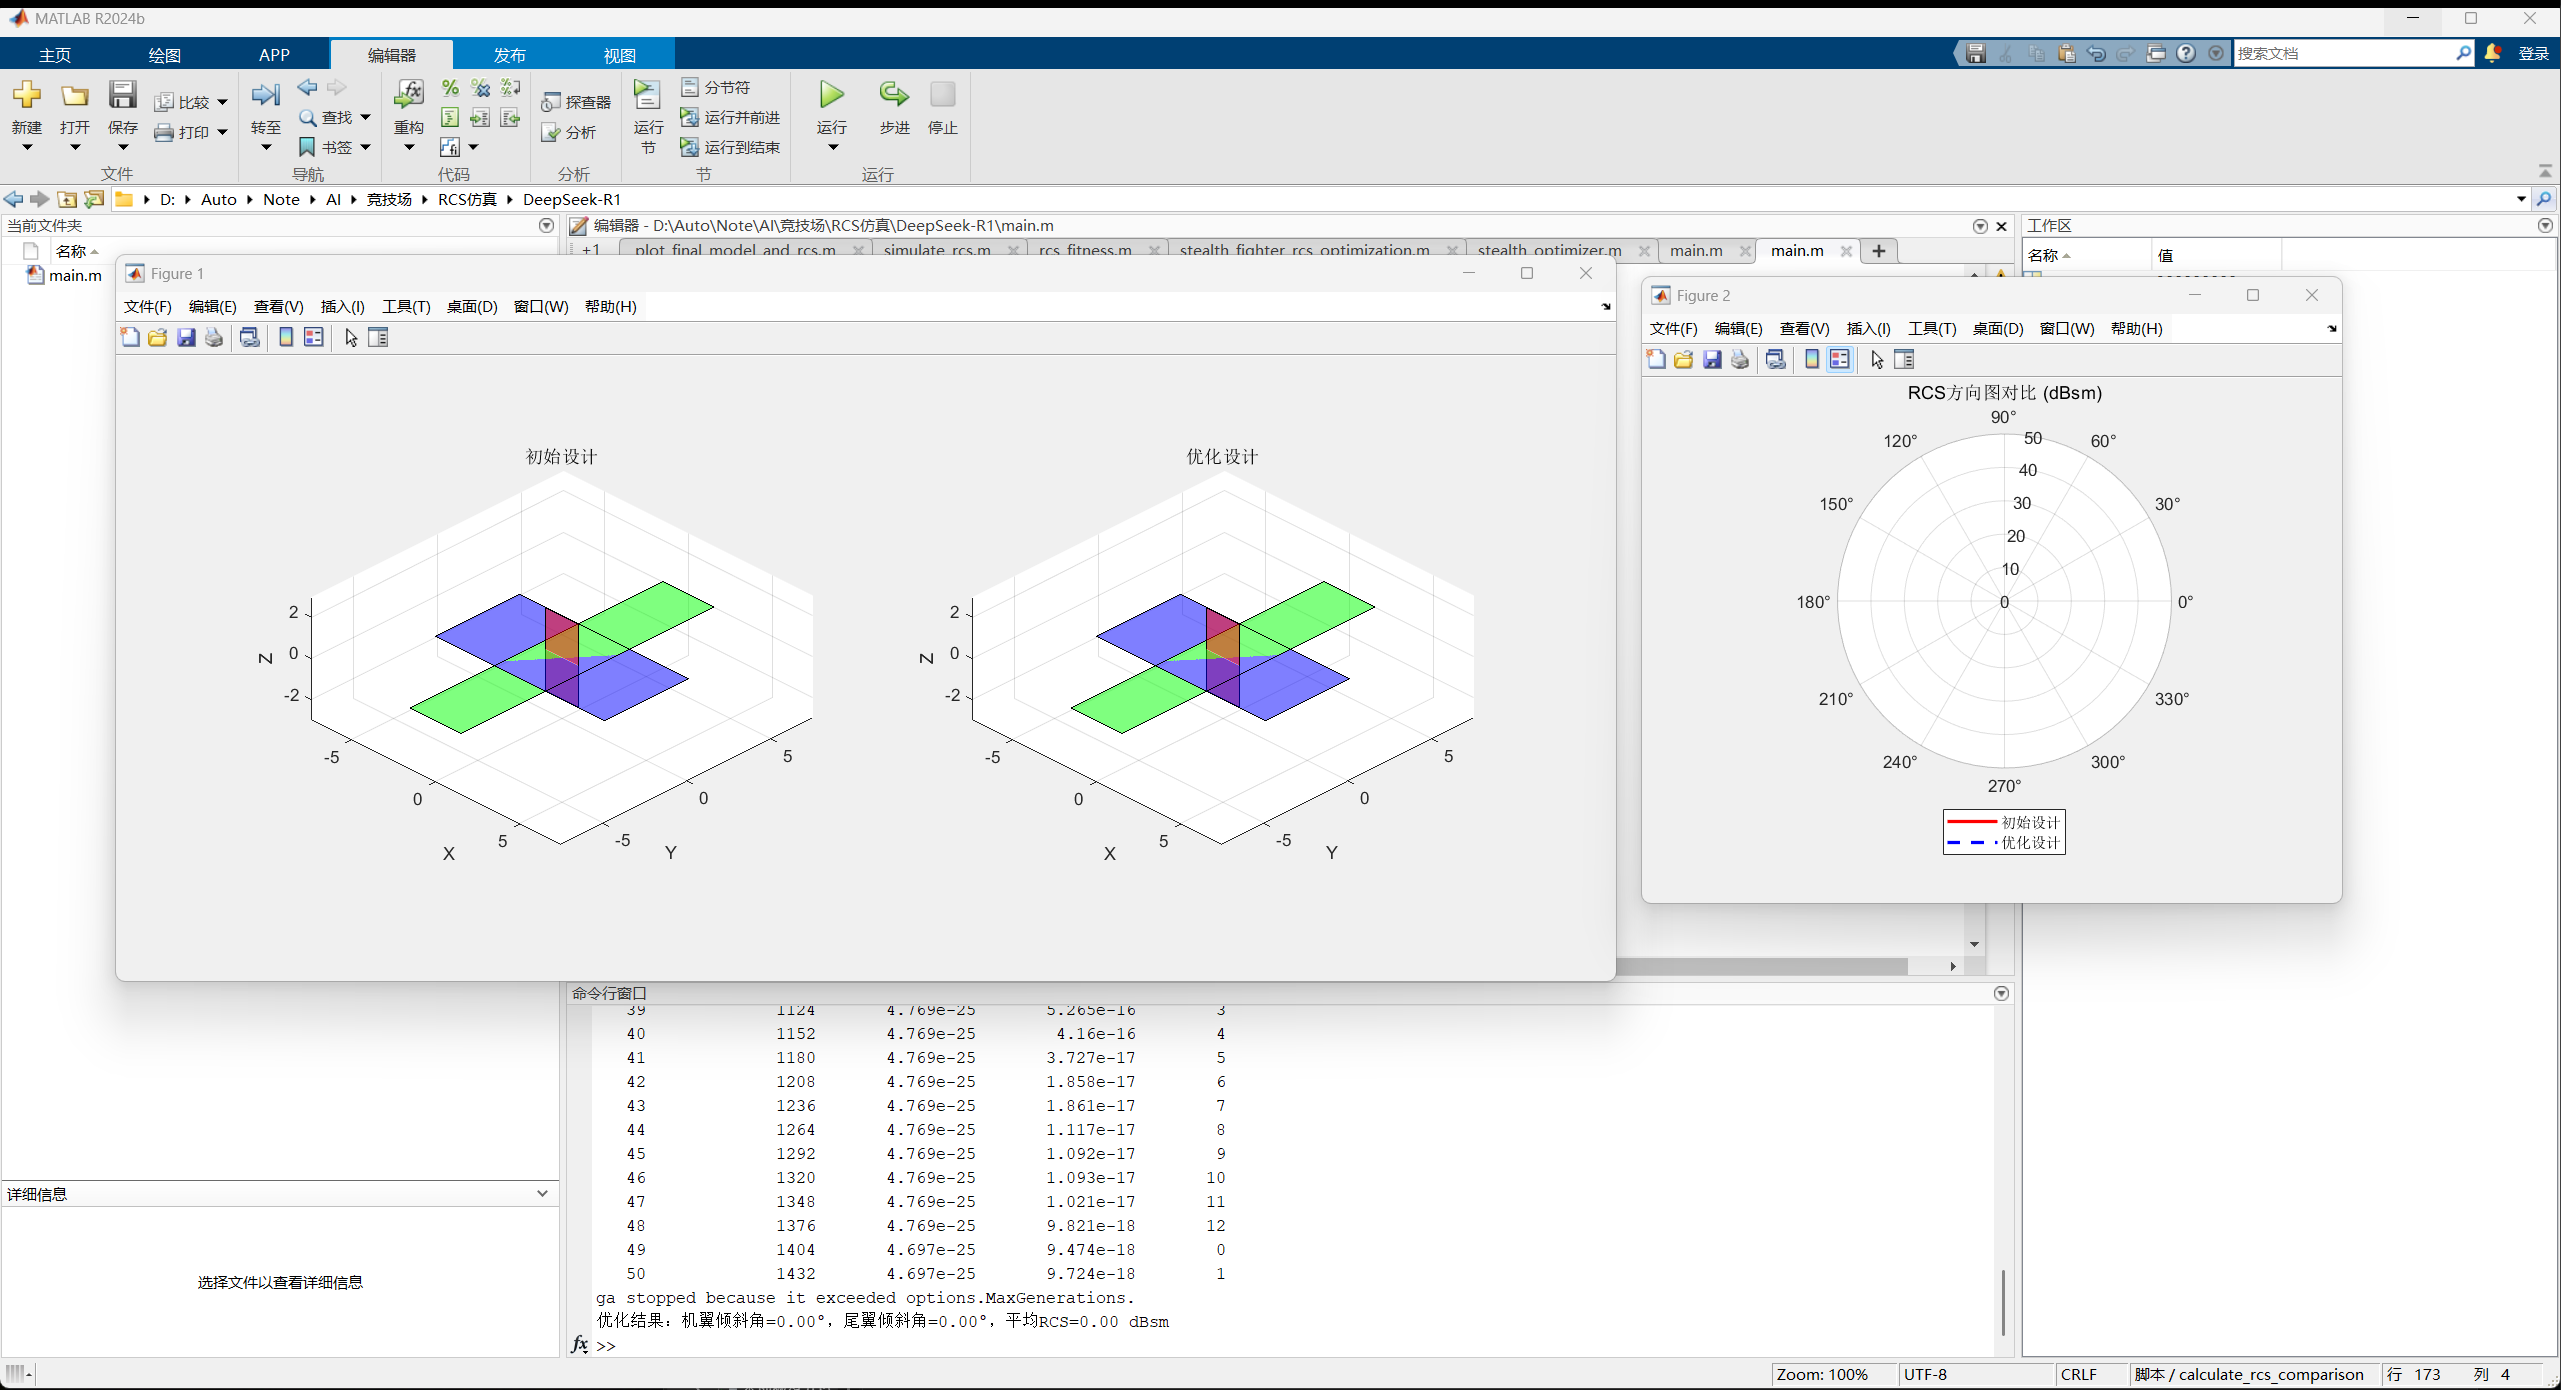 MATLAB R2024b
主页 绘图 APP 编辑器 发布 视图
搜索文档 登录
新建 打开 保存 比较 打印 转至 查找 书签 重构 探查器 分析 运行节 分节符 运行并前进 运行到结束 运行 步进 停止
文件 导航 代码 分析 节 运行
D: Auto Note AI 竞技场 RCS仿真 DeepSeek-R1
当前文件夹
名称
main.m
编辑器 - D:\Auto\Note\AI\竞技场\RCS仿真\DeepSeek-R1\main.m
+1 plot_final_model_and_rcs.m simulate_rcs.m rcs_fitness.m stealth_fighter_rcs_optimization.m stealth_optimizer.m main.m main.m
工作区
名称 值
Figure 1
文件(F) 编辑(E) 查看(V) 插入(I) 工具(T) 桌面(D) 窗口(W) 帮助(H)
初始设计
2
0
-2
Z
-5
0
5
X
-5
0
5
Y
优化设计
2
0
-2
Z
-5
0
5
X
-5
0
5
Y
Figure 2
文件(F) 编辑(E) 查看(V) 插入(I) 工具(T) 桌面(D) 窗口(W) 帮助(H)
RCS方向图对比 (dBsm)
90°
120° 50 60°
40
150° 30 30°
20
10
180° 0 0°
210° 330°
240° 300°
270°
初始设计
优化设计
命令行窗口
39 1124 4.769e-25 5.265e-16 3
40 1152 4.769e-25 4.16e-16 4
41 1180 4.769e-25 3.727e-17 5
42 1208 4.769e-25 1.858e-17 6
43 1236 4.769e-25 1.861e-17 7
44 1264 4.769e-25 1.117e-17 8
45 1292 4.769e-25 1.092e-17 9
46 1320 4.769e-25 1.093e-17 10
47 1348 4.769e-25 1.021e-17 11
48 1376 4.769e-25 9.821e-18 12
49 1404 4.697e-25 9.474e-18 0
50 1432 4.697e-25 9.724e-18 1
ga stopped because it exceeded options.MaxGenerations.
优化结果: 机翼倾斜角=0.00°, 尾翼倾斜角=0.00°, 平均RCS=0.00 dBsm
fx >>
详细信息
选择文件以查看详细信息
Zoom: 100% UTF-8 CRLF 脚本 / calculate_rcs_comparison 行 173 列 4